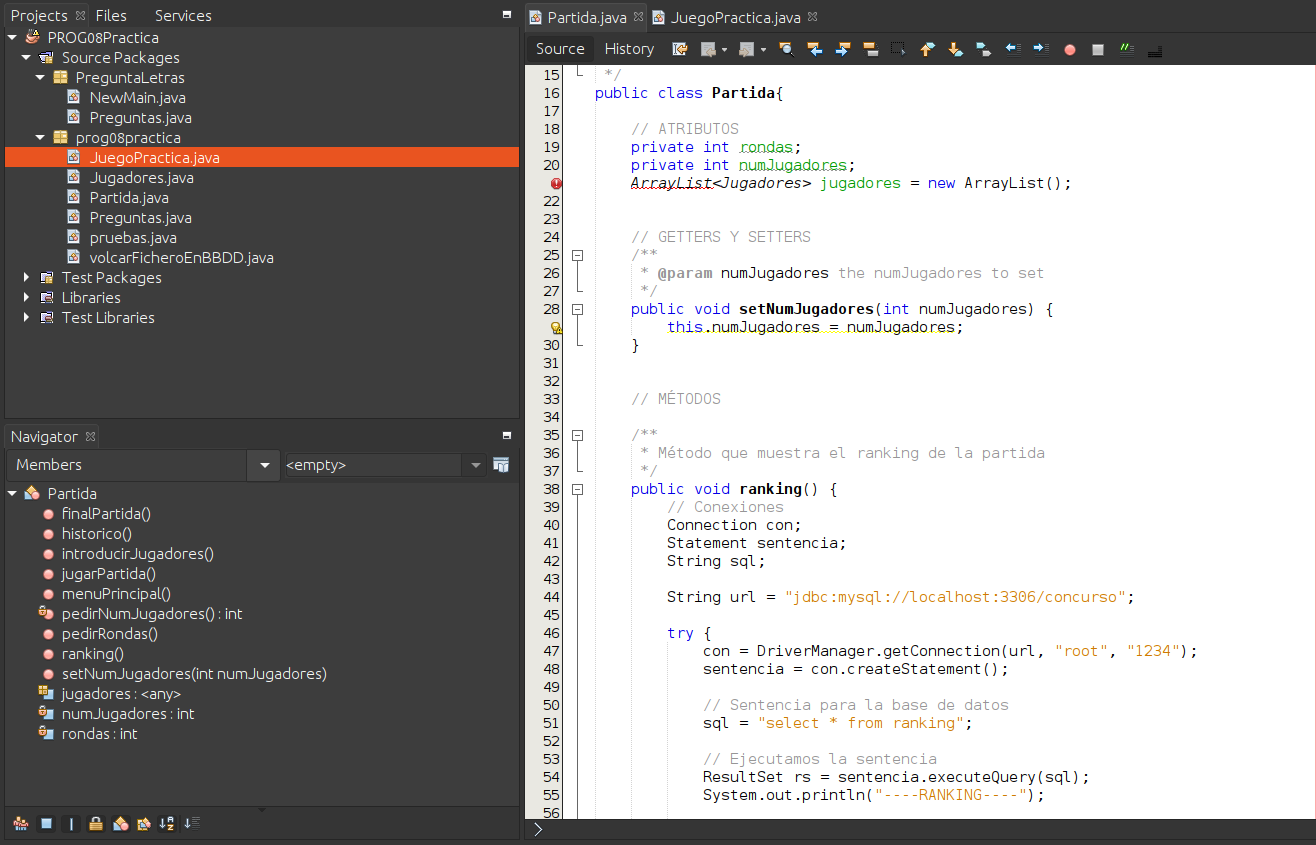 Projects
Files
Services
PROG08Practica
Source Packages
PreguntaLetras
NewMain.java
Preguntas.java
prog08practica
JuegoPractica.java
Jugadores.java
Partida.java
Preguntas.java
pruebas.java
volcarFicheroEnBBDD.java
Test Packages
Libraries
Test Libraries
Navigator
Members
<empty>
Partida
finalPartida()
historico()
introducirJugadores()
jugarPartida()
menuPrincipal()
pedirNumJugadores() : int
pedirRondas()
ranking()
setNumJugadores(int numJugadores)
jugadores : <any>
numJugadores : int
rondas : int
Partida.java
JuegoPractica.java
Source
History
15 */
16 public class Partida{
17
18 // ATRIBUTOS
19 private int rondas;
20 private int numJugadores;
ArrayList<Jugadores> jugadores = new ArrayList();
22
23
24 // GETTERS Y SETTERS
25 /**
26 * @param numJugadores the numJugadores to set
27 */
28 public void setNumJugadores(int numJugadores) {
this.numJugadores = numJugadores;
30 }
31
32
33 // MÉTODOS
34
35 /**
36 * Método que muestra el ranking de la partida
37 */
38 public void ranking() {
39 // Conexiones
40 Connection con;
41 Statement sentencia;
42 String sql;
43
44 String url = "jdbc:mysql://localhost:3306/concurso";
45
46 try {
47 con = DriverManager.getConnection(url, "root", "1234");
48 sentencia = con.createStatement();
49
50 // Sentencia para la base de datos
51 sql = "select * from ranking";
52
53 // Ejecutamos la sentencia
54 ResultSet rs = sentencia.executeQuery(sql);
55 System.out.println("----RANKING----");
56